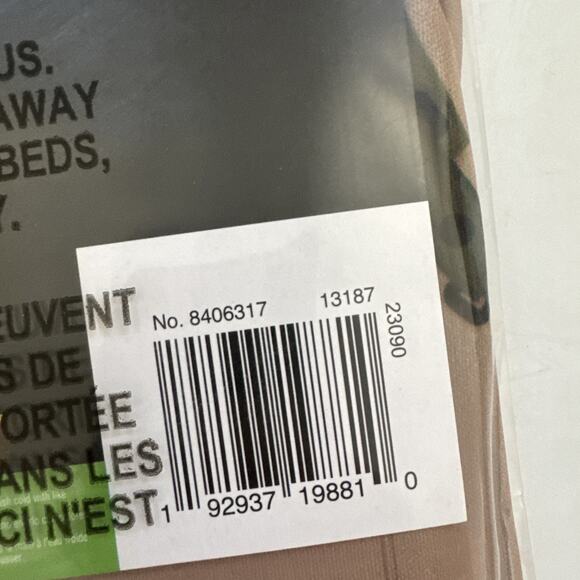 US.
AWAY
BEDS,
Y.
EUVENT
S DE
ORTÉE
ANS LES
CI N'EST
No. 8406317
13187
23090
1 92937 19881 0